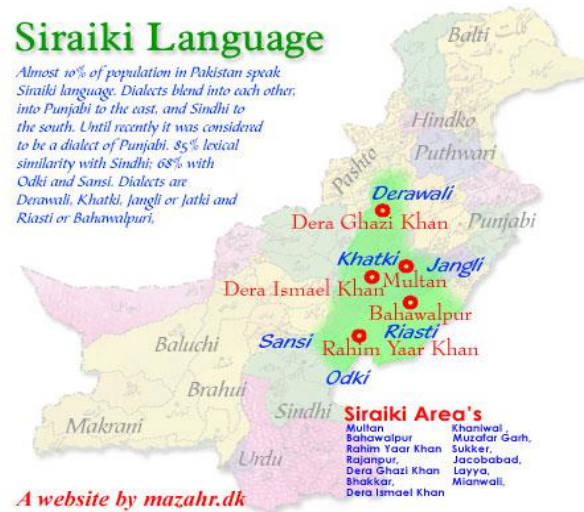 Siraiki Language
Almost 10% of population in Pakistan speak
Siraiki language. Dialects blend into each other,
into Punjabi to the east, and Sindhi to
the south. Until recently it was considered
to be a dialect of Punjabi. 85% lexical
similarity with Sindhi; 68% with
Odki and Sansi. Dialects are
Derawali, Khatki, Jangli or Jatki and
Riasti or Bahawalpuri,
Balti
Hindko
Puthwari
Pashto
Derawali
Dera Ghazi Khan
Punjabi
Khatki
Jangli
Dera Ismael Khan
Multan
Bahawalpur
Baluchi
Sansi
Riasti
Rahim Yaar Khan
Brahui
Odki
Sindhi
Makrani
Urdu
Siraiki Area's
Multan
Bahawalpur
Rahim Yaar Khan
Rajanpur,
Dera Ghazi Khan
Bhakkar,
Dera Ismael Khan
Khaniwal ,
Muzafar Garh,
Sukker,
Jacobabad,
Layya,
Mianwali,
A website by mazahr.dk